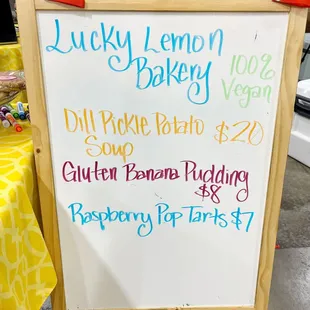 Lucky Lemon
Bakery
100%
Vegan
Dill Pickle Potato
Soup $20
Gluten Banana Pudding
$8
Raspberry Pop Tarts $7